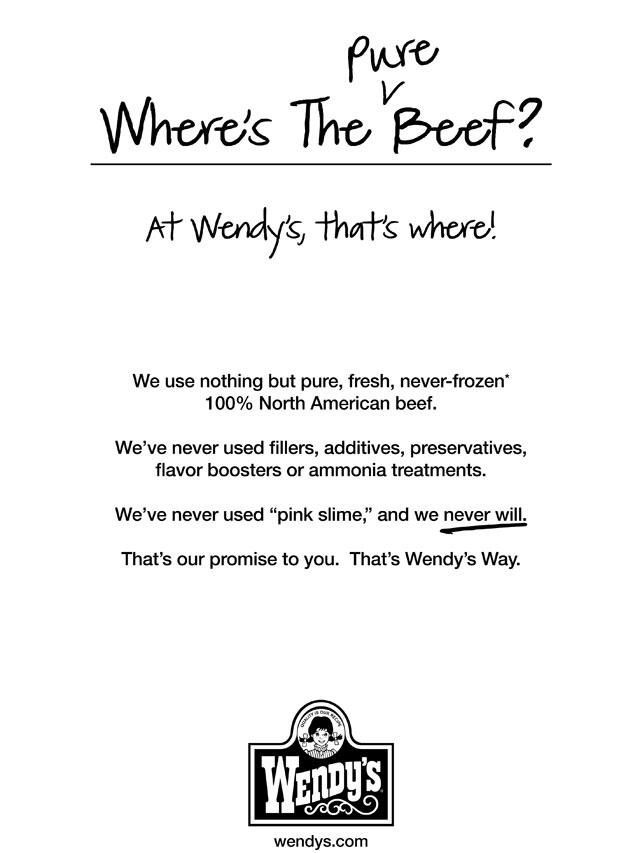 Pure
Where's The Beef?
At Wendy's, that's where!
We use nothing but pure, fresh, never-frozen*
100% North American beef.
We've never used fillers, additives, preservatives,
flavor boosters or ammonia treatments.
We've never used “pink slime,” and we never will.
That's our promise to you.  That's Wendy's Way.
QUALITY IS OUR RECIPE
WENDY'S
wendys.com